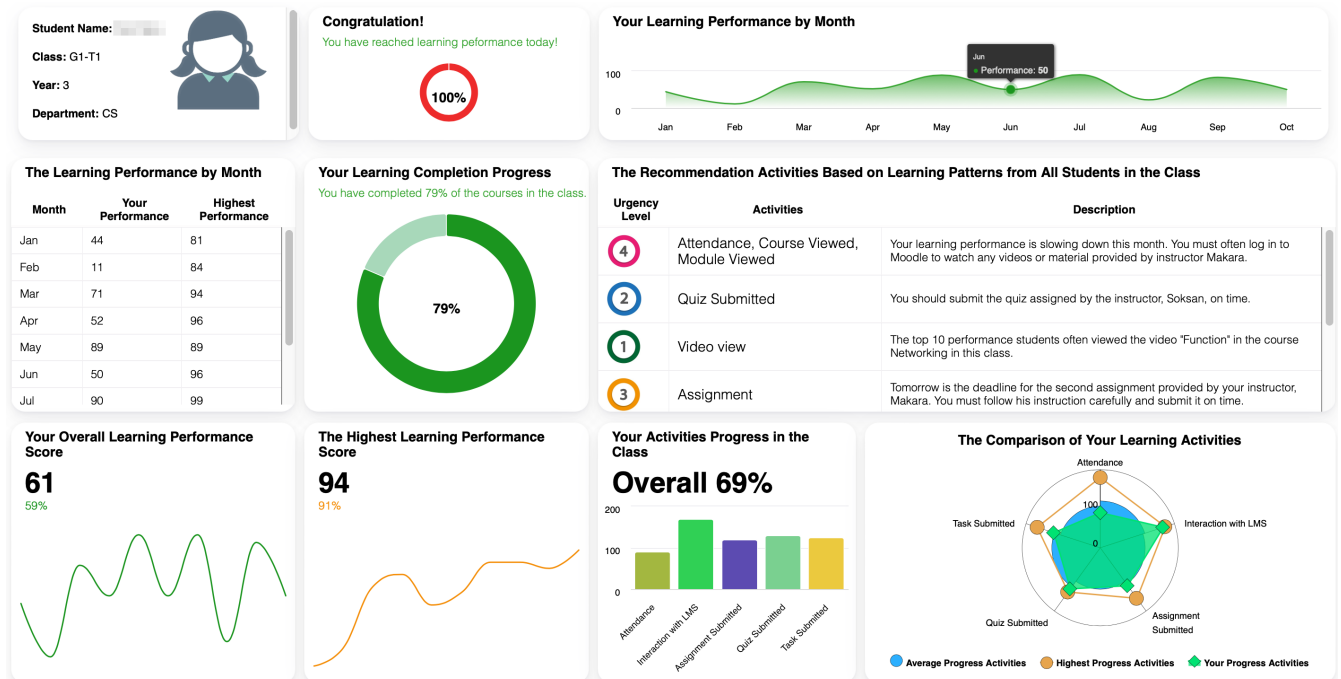 Student Name:
Class: G1-T1
Year: 3
Department: CS
Congratulation!
You have reached learning peformance today!
100%
Your Learning Performance by Month
Jun
Performance: 50
100
0
Jan Feb Mar Apr May Jun Jul Aug Sep Oct
The Learning Performance by Month
Month Your Performance Highest Performance
Jan 44 81
Feb 11 84
Mar 71 94
Apr 52 96
May 89 89
Jun 50 96
Jul 90 99
Your Learning Completion Progress
You have completed 79% of the courses in the class.
79%
The Recommendation Activities Based on Learning Patterns from All Students in the Class
Urgency Level Activities Description
4
Attendance, Course Viewed,
Module Viewed
Your learning performance is slowing down this month. You must often log in to
Moodle to watch any videos or material provided by instructor Makara.
2
Quiz Submitted
You should submit the quiz assigned by the instructor, Soksan, on time.
1
Video view
The top 10 performance students often viewed the video "Function" in the course
Networking in this class.
3
Assignment
Tomorrow is the deadline for the second assignment provided by your instructor,
Makara. You must follow his instruction carefully and submit it on time.
Your Overall Learning Performance
Score
61
59%
The Highest Learning Performance
Score
94
91%
Your Activities Progress in the
Class
Overall 69%
200
100
0
Attendance
Interaction with LMS
Assignment Submitted
Quiz Submitted
Task Submitted
The Comparison of Your Learning Activities
Attendance
100
0
Task Submitted
Interaction with LMS
Quiz Submitted
Assignment
Submitted
Average Progress Activities Highest Progress Activities Your Progress Activities